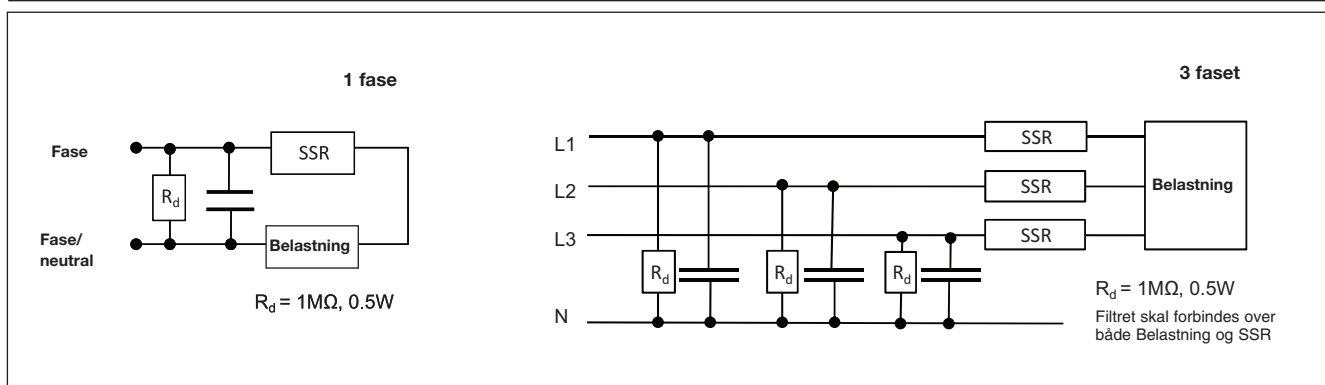 1 fase
Fase
SSR
Rd
Fase/
neutral
Belastning
Rd = 1MΩ, 0.5W
3 faset
L1
SSR
L2
SSR
Belastning
L3
SSR
Rd
Rd
Rd
N
Rd = 1MΩ, 0.5W
Filtret skal forbindes over
både Belastning og SSR